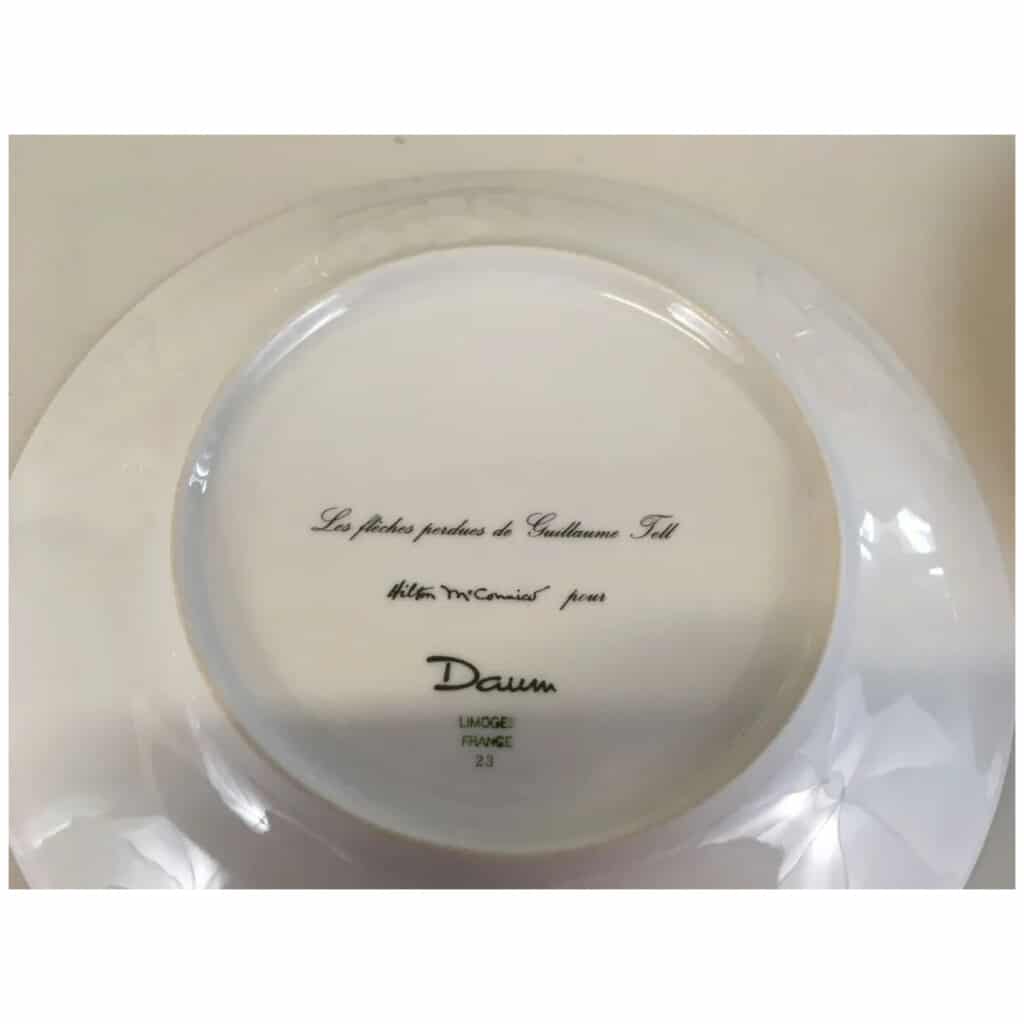 Les flèches perdues de Guillaume Tell
Hilton McConnico pour
Daum
LIMOGES
FRANCE
23